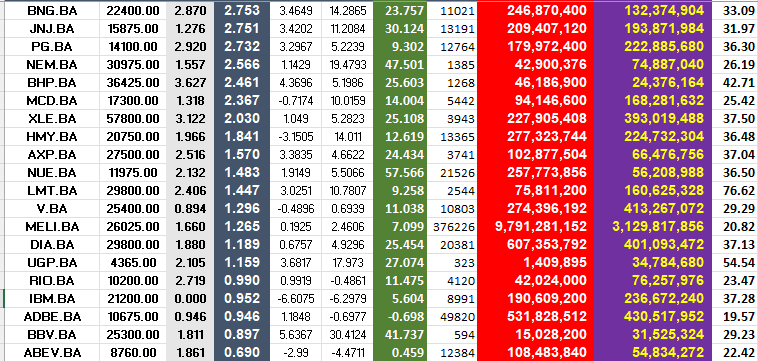 BNG.BA 22400.00 2.870 2.753 3.4649 14.2865 23.757 11021 246,870,400 132,374,904 33.09
JNJ.BA 15875.00 1.276 2.751 3.4202 11.2084 30.124 13191 209,407,120 193,871,984 31.97
PG.BA 14100.00 2.920 2.732 3.2967 5.2239 9.302 12764 179,972,400 222,885,680 36.30
NEM.BA 30975.00 1.557 2.566 1.1429 19.4793 47.501 1385 42,900,376 74,887,040 26.19
BHP.BA 36425.00 3.627 2.461 4.3696 5.1986 25.603 1268 46,186,900 24,376,164 42.71
MCD.BA 17300.00 1.318 2.367 -0.7174 10.0159 14.004 5442 94,146,600 168,281,632 25.42
XLE.BA 57800.00 3.122 2.030 1.049 5.2823 25.108 3943 227,905,408 393,019,488 37.50
HMY.BA 20750.00 1.966 1.841 -3.1505 14.011 12.619 13365 277,323,744 224,732,304 36.48
AXP.BA 27500.00 2.516 1.570 3.3835 4.6622 24.434 3741 102,877,504 66,476,756 37.04
NUE.BA 11975.00 2.132 1.483 1.9149 5.5066 57.566 21526 257,773,856 56,208,988 36.50
LMT.BA 29800.00 2.406 1.447 3.0251 10.7807 9.258 2544 75,811,200 160,625,328 76.62
V.BA 25400.00 0.894 1.296 -0.4896 0.6939 11.038 10803 274,396,192 413,267,072 29.29
MELI.BA 26025.00 1.660 1.265 0.1925 2.4606 7.099 376226 9,791,281,152 3,129,817,856 20.82
DIA.BA 29800.00 1.880 1.189 0.6757 4.9296 25.454 20381 607,353,792 401,093,472 37.13
UGP.BA 4365.00 2.105 1.159 3.6817 17.973 27.074 323 1,409,895 34,784,680 54.54
RIO.BA 10200.00 2.719 0.990 0.9919 -0.4861 11.475 4120 42,024,000 76,257,976 23.47
IBM.BA 21200.00 0.000 0.952 -6.6075 -6.2979 5.604 8991 190,609,200 236,672,240 37.28
ADBE.BA 10675.00 0.946 0.946 1.1848 -0.6977 -0.698 49820 531,828,512 430,517,952 19.57
BBV.BA 25300.00 1.811 0.897 5.6367 30.4124 41.737 594 15,028,200 31,525,324 29.23
ABEV.BA 8760.00 1.861 0.690 -2.99 -4.4711 0.459 12384 108,483,840 54,834,272 22.42